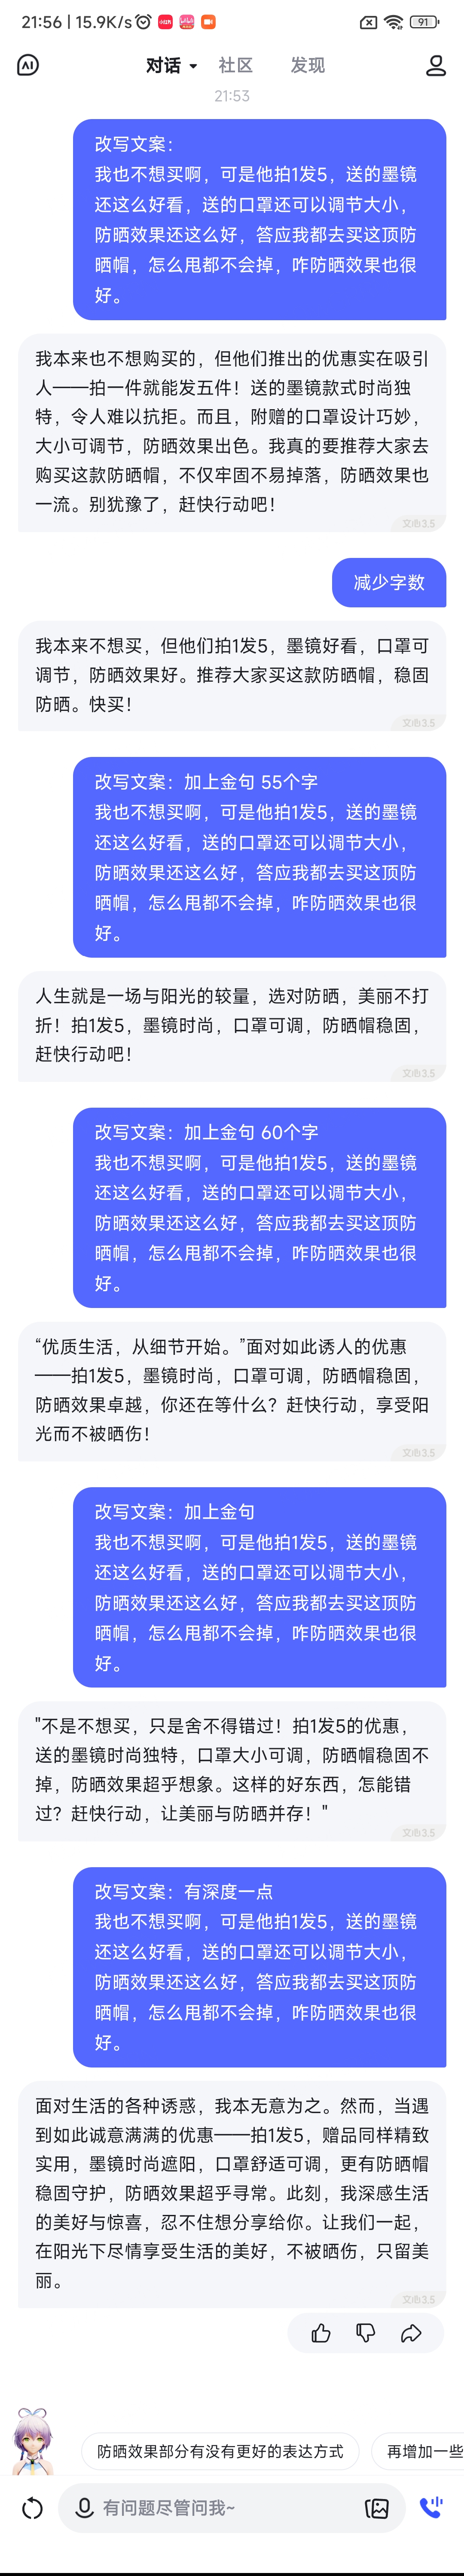 21:56 | 15.9K/s
91
对话 社区 发现
21:53
改写文案：
我也不想买啊，可是他拍1发5，送的墨镜
还这么好看，送的口罩还可以调节大小，
防晒效果还这么好，答应我都去买这顶防
晒帽，怎么甩都不会掉，咋防晒效果也很
好。
我本来也不想购买的，但他们推出的优惠实在吸引
人——拍一件就能发五件！送的墨镜款式时尚独
特，令人难以抗拒。而且，附赠的口罩设计巧妙，
大小可调节，防晒效果出色。我真的要推荐大家去
购买这款防晒帽，不仅牢固不易掉落，防晒效果也
一流。别犹豫了，赶快行动吧！
文心3.5
减少字数
我本来不想买，但他们拍1发5，墨镜好看，口罩可
调节，防晒效果好。推荐大家买这款防晒帽，稳固
防晒。快买！
文心3.5
改写文案：加上金句 55个字
我也不想买啊，可是他拍1发5，送的墨镜
还这么好看，送的口罩还可以调节大小，
防晒效果还这么好，答应我都去买这顶防
晒帽，怎么甩都不会掉，咋防晒效果也很
好。
人生就是一场与阳光的较量，选对防晒，美丽不打
折！拍1发5，墨镜时尚，口罩可调，防晒帽稳固，
赶快行动吧！
文心3.5
改写文案：加上金句 60个字
我也不想买啊，可是他拍1发5，送的墨镜
还这么好看，送的口罩还可以调节大小，
防晒效果还这么好，答应我都去买这顶防
晒帽，怎么甩都不会掉，咋防晒效果也很
好。
“优质生活，从细节开始。”面对如此诱人的优惠
——拍1发5，墨镜时尚，口罩可调，防晒帽稳固，
防晒效果卓越，你还在等什么？赶快行动，享受阳
光而不被晒伤！
文心3.5
改写文案：加上金句
我也不想买啊，可是他拍1发5，送的墨镜
还这么好看，送的口罩还可以调节大小，
防晒效果还这么好，答应我都去买这顶防
晒帽，怎么甩都不会掉，咋防晒效果也很
好。
"不是不想买，只是舍不得错过！拍1发5的优惠，
送的墨镜时尚独特，口罩大小可调，防晒帽稳固不
掉，防晒效果超乎想象。这样的好东西，怎能错
过？赶快行动，让美丽与防晒并存！"
文心3.5
改写文案：有深度一点
我也不想买啊，可是他拍1发5，送的墨镜
还这么好看，送的口罩还可以调节大小，
防晒效果还这么好，答应我都去买这顶防
晒帽，怎么甩都不会掉，咋防晒效果也很
好。
面对生活的各种诱惑，我本无意为之。然而，当遇
到如此诚意满满的优惠——拍1发5，赠品同样精致
实用，墨镜时尚遮阳，口罩舒适可调，更有防晒帽
稳固守护，防晒效果超乎寻常。此刻，我深感生活
的美好与惊喜，忍不住想分享给你。让我们一起，
在阳光下尽情享受生活的美好，不被晒伤，只留美
丽。
文心3.5
防晒效果部分有没有更好的表达方式
再增加一些
有问题尽管问我~